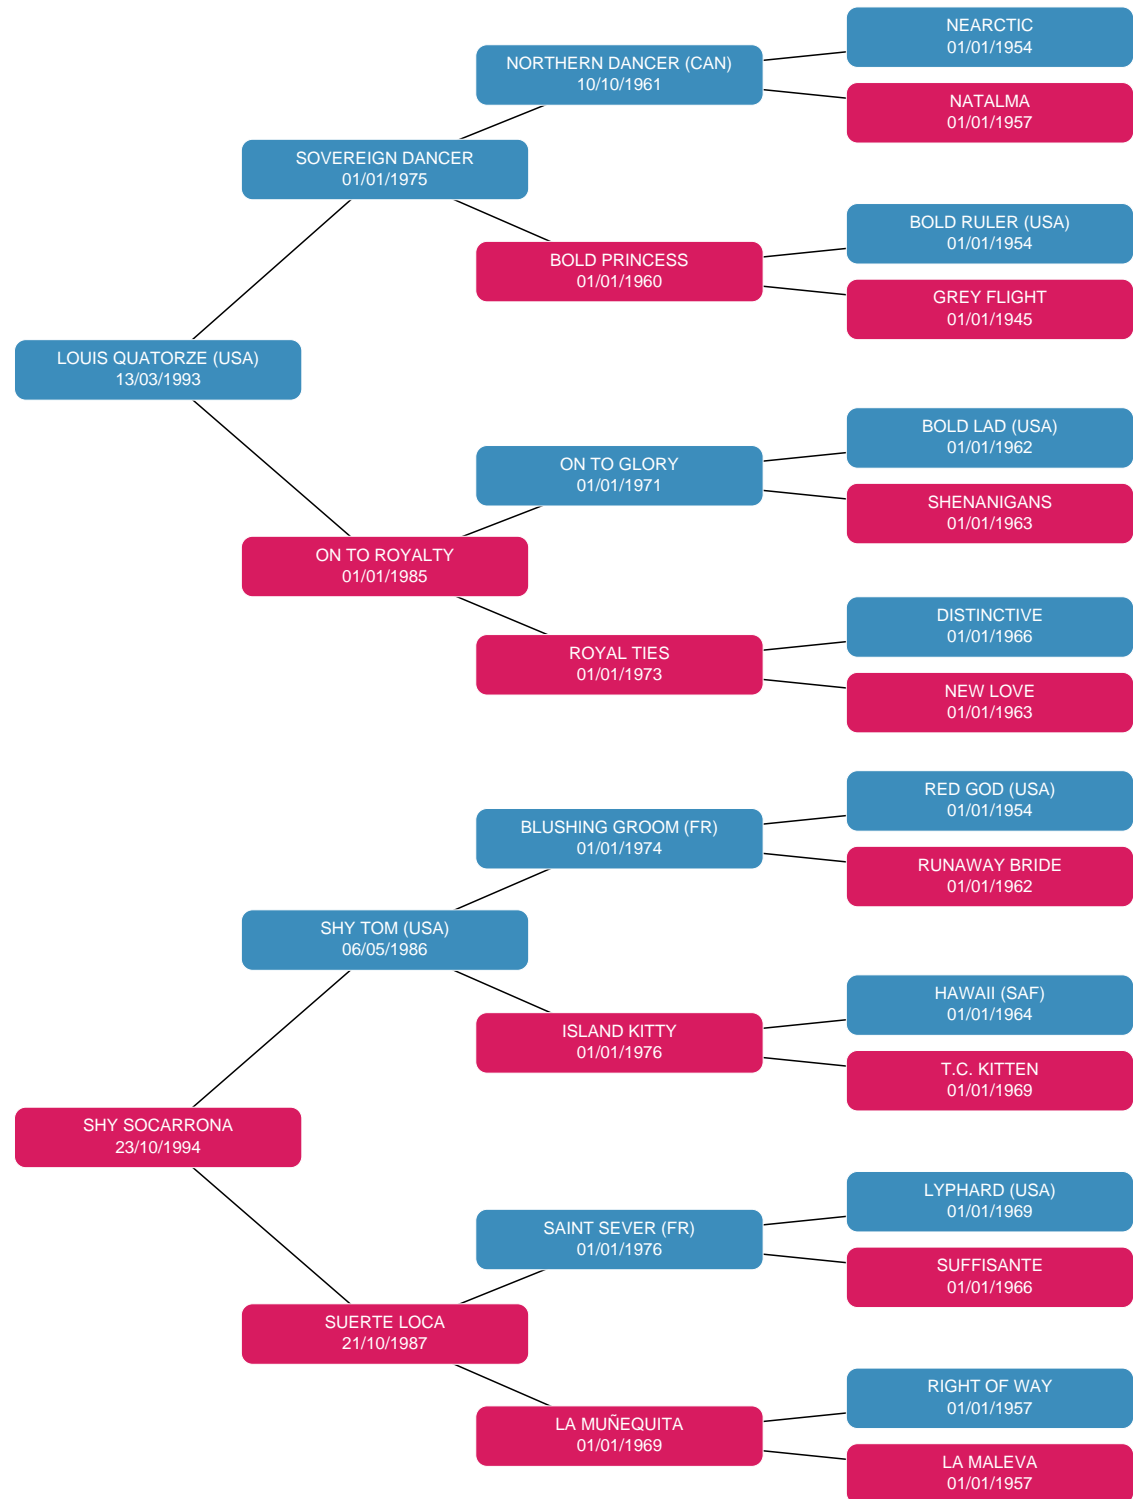 NEARCTIC
01/01/1954
NORTHERN DANCER (CAN)
10/10/1961
NATALMA
01/01/1957
SOVEREIGN DANCER
01/01/1975
BOLD RULER (USA)
01/01/1954
BOLD PRINCESS
01/01/1960
GREY FLIGHT
01/01/1945
LOUIS QUATORZE (USA)
13/03/1993
BOLD LAD (USA)
01/01/1962
ON TO GLORY
01/01/1971
SHENANIGANS
01/01/1963
ON TO ROYALTY
01/01/1985
DISTINCTIVE
01/01/1966
ROYAL TIES
01/01/1973
NEW LOVE
01/01/1963
RED GOD (USA)
01/01/1954
BLUSHING GROOM (FR)
01/01/1974
RUNAWAY BRIDE
01/01/1962
SHY TOM (USA)
06/05/1986
HAWAII (SAF)
01/01/1964
ISLAND KITTY
01/01/1976
T.C. KITTEN
01/01/1969
SHY SOCARRONA
23/10/1994
LYPHARD (USA)
01/01/1969
SAINT SEVER (FR)
01/01/1976
SUFFISANTE
01/01/1966
SUERTE LOCA
21/10/1987
RIGHT OF WAY
01/01/1957
LA MUÑEQUITA
01/01/1969
LA MALEVA
01/01/1957